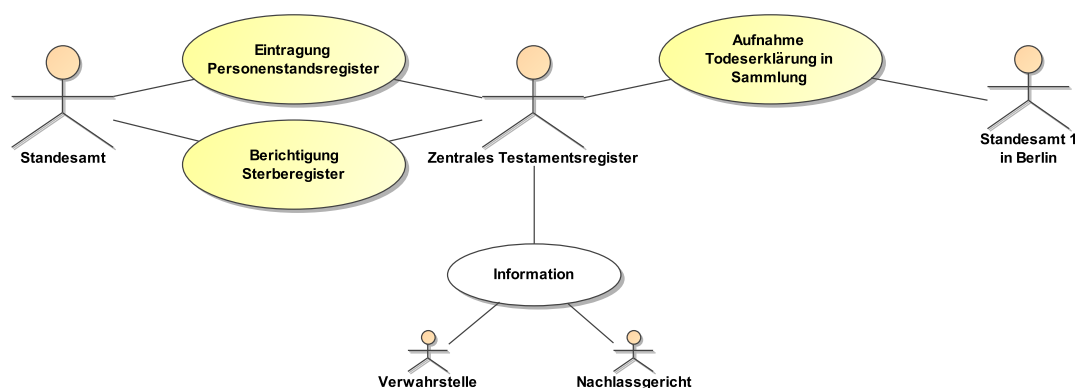 Eintragung
Personenstandsregister
Aufnahme
Todeserklärung in
Sammlung
Standesamt
Berichtigung
Sterberegister
Zentrales Testamentsregister
Standesamt 1
in Berlin
Information
Verwahrstelle
Nachlassgericht